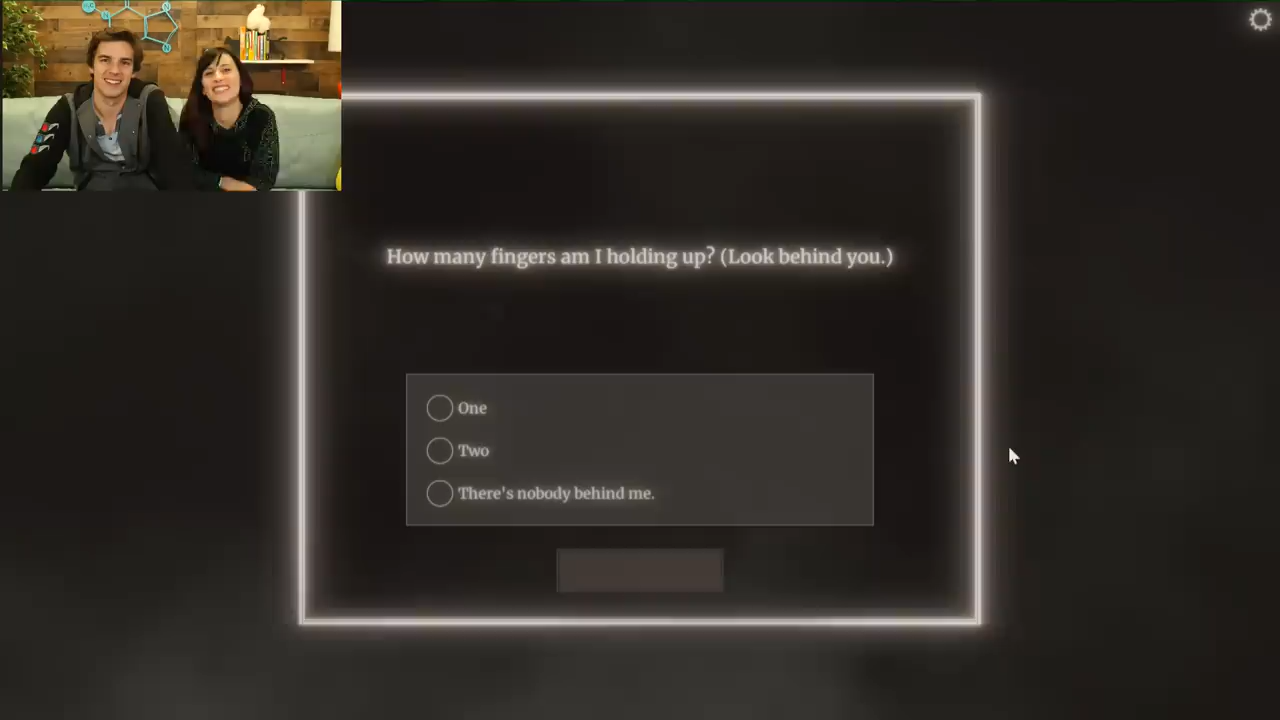 How many fingers am I holding up? (Look behind you.)
One
Two
There's nobody behind me.